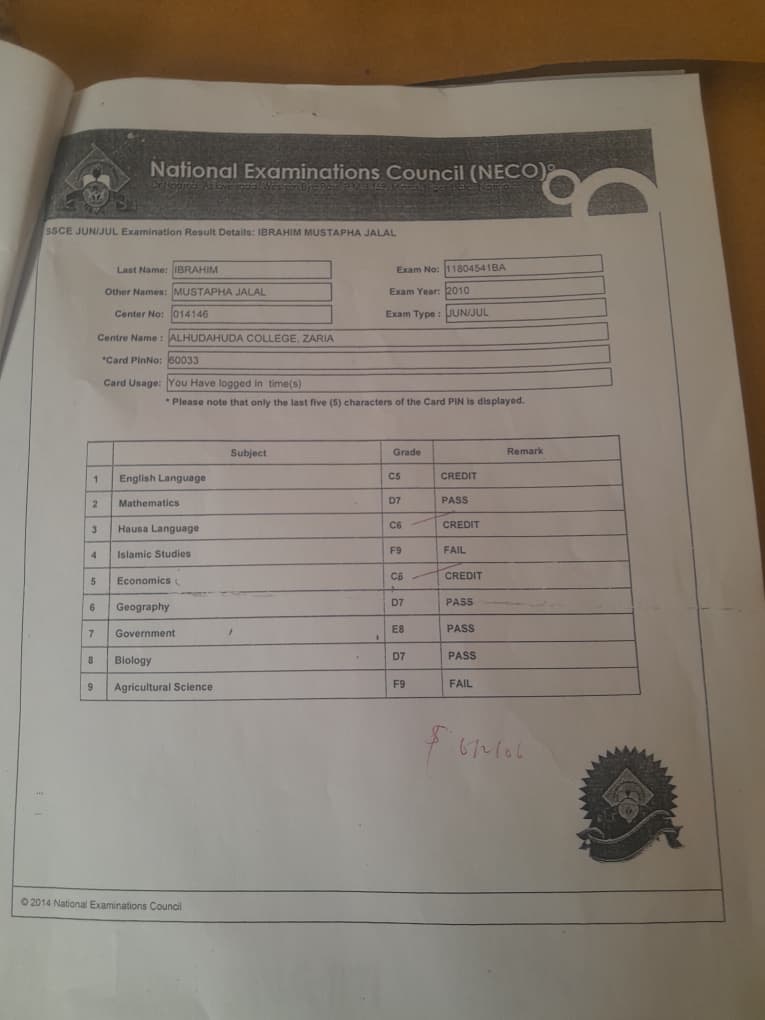 National Examinations Council (NECO)
SSCE JUN/JUL Examination Result Details: IBRAHIM MUSTAPHA JALAL
Last Name: IBRAHIM Exam No: 11804541BA
Other Names: MUSTAPHA JALAL Exam Year: 2010
Center No: 014146 Exam Type : JUN/JUL
Centre Name : ALHUDAHUDA COLLEGE, ZARIA
*Card PinNo: 60033
Card Usage: You Have logged in time(s)
* Please note that only the last five (5) characters of the Card PIN is displayed.
Subject Grade Remark
1 English Language C5 CREDIT
2 Mathematics D7 PASS
3 Hausa Language C6 CREDIT
4 Islamic Studies F9 FAIL
5 Economics C6 CREDIT
6 Geography D7 PASS
7 Government E8 PASS
8 Biology D7 PASS
9 Agricultural Science F9 FAIL
© 2014 National Examinations Council